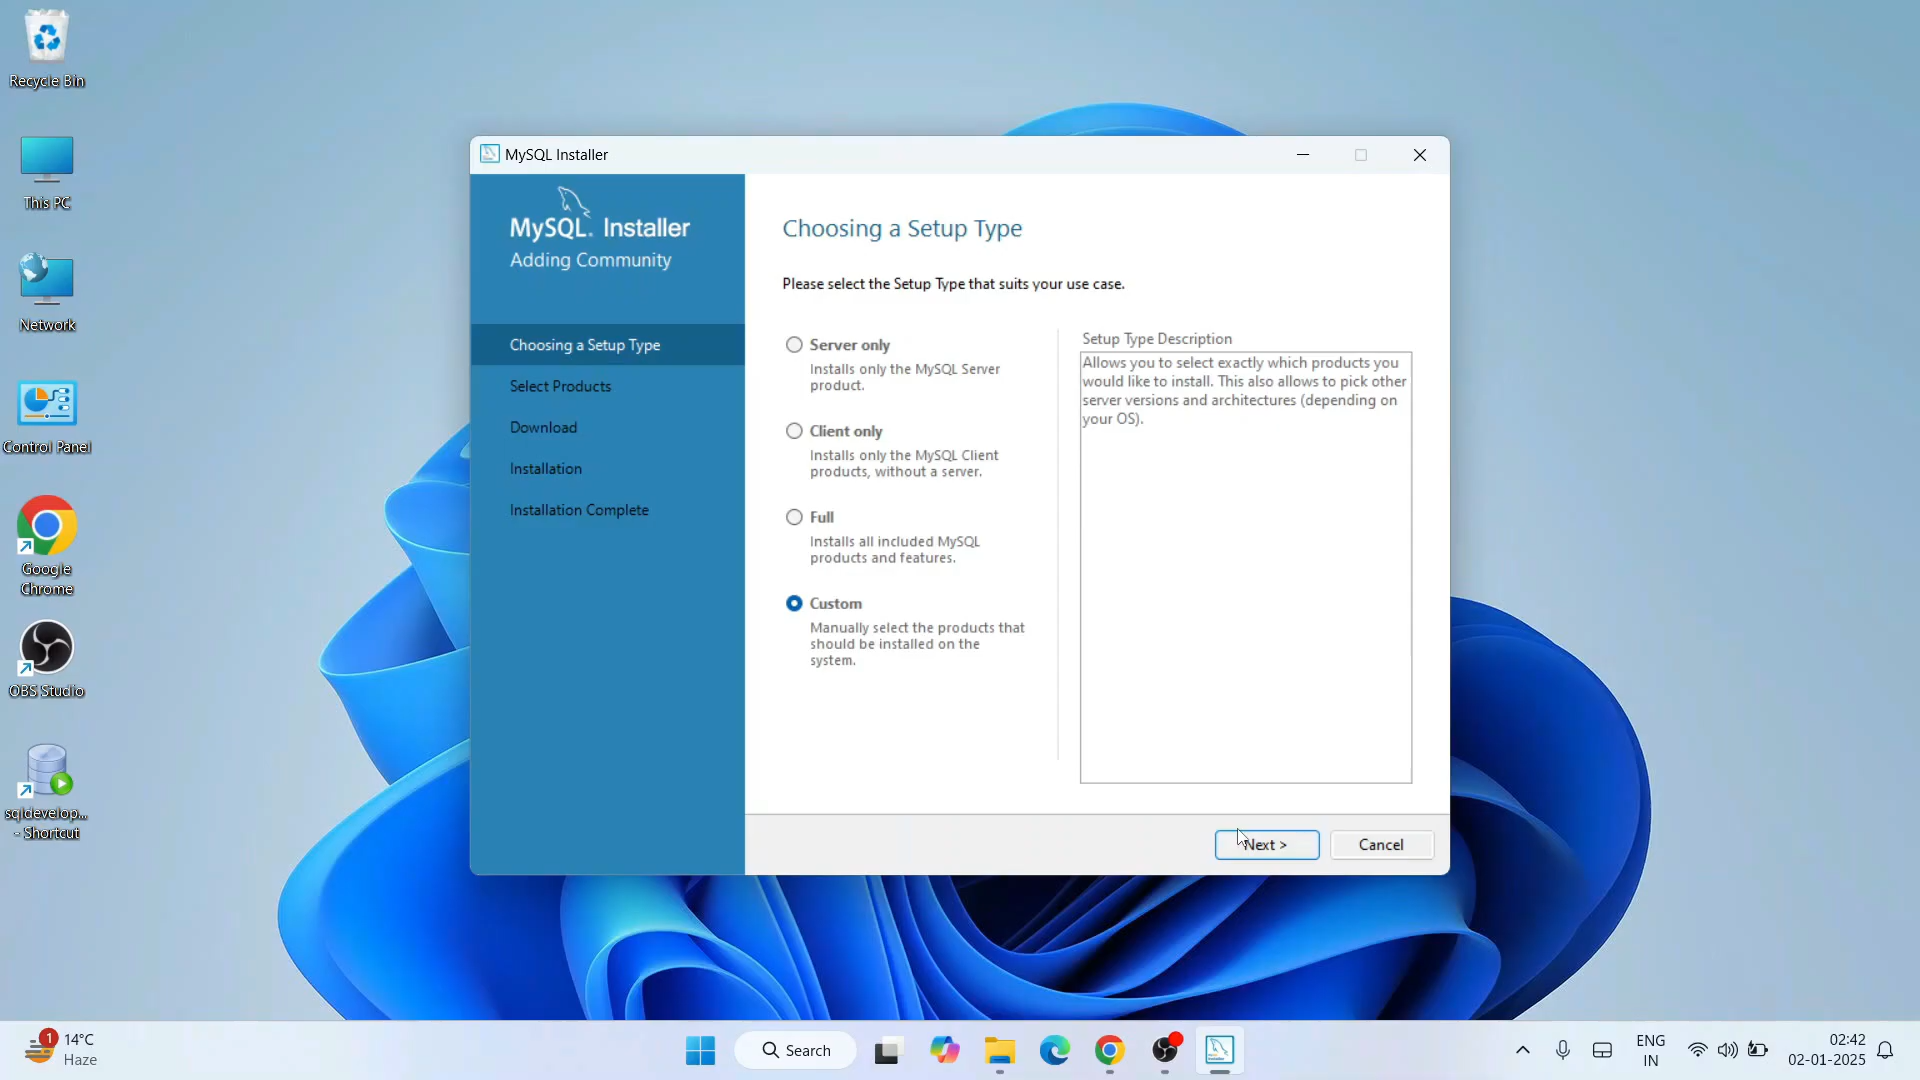 Recycle Bin
This PC
Network
Control Panel
Google
Chrome
OBS Studio
sqldevelop...
- Shortcut
MySQL Installer
MySQL. Installer
Adding Community
Choosing a Setup Type
Select Products
Download
Installation
Installation Complete
Choosing a Setup Type
Please select the Setup Type that suits your use case.
Server only
Installs only the MySQL Server
product.
Client only
Installs only the MySQL Client
products, without a server.
Full
Installs all included MySQL
products and features.
Custom
Manually select the products that
should be installed on the
system.
Setup Type Description
Allows you to select exactly which products you
would like to install. This also allows to pick other
server versions and architectures (depending on
your OS).
Next >
Cancel
1
14°C
Haze
Search
ENG
IN
02:42
02-01-2025